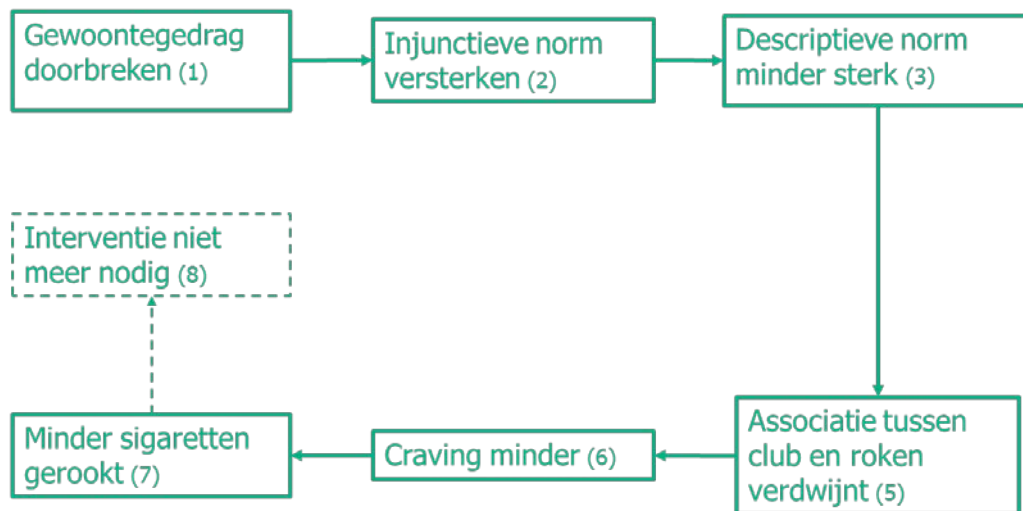 Gewoontegedrag
doorbreken (1)
Injunctieve norm
versterken (2)
Descriptieve norm
minder sterk (3)
Associatie tussen
club en roken
verdwijnt (5)
Craving minder (6)
Minder sigaretten
gerookt (7)
Interventie niet
meer nodig (8)